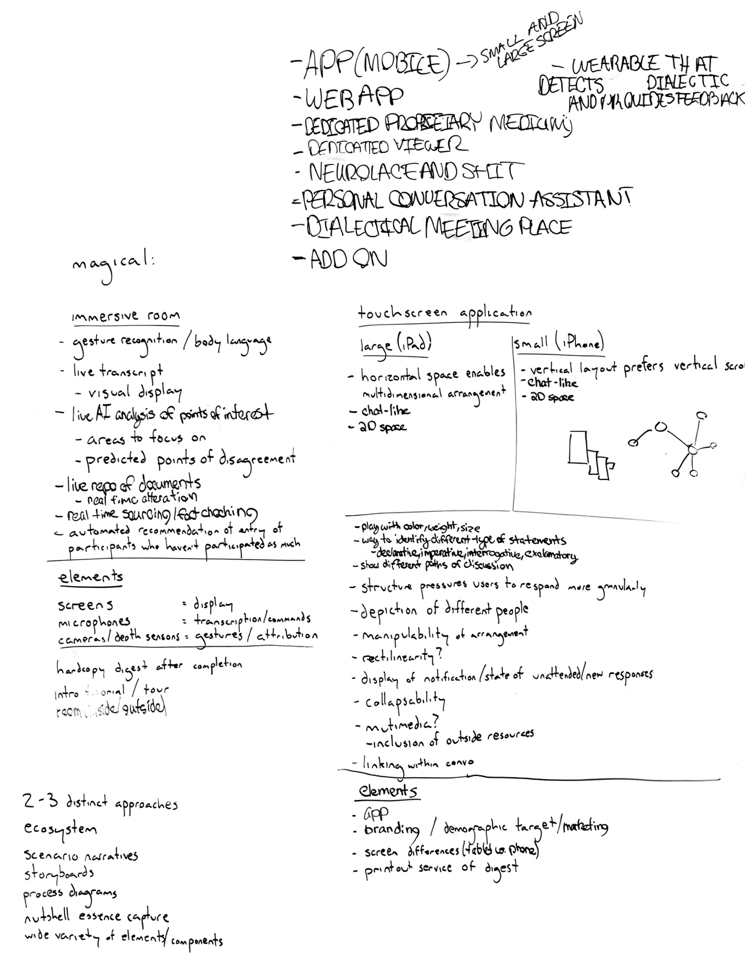 - APP (MOBILE) → SMALL AND LARGE SCREEN
- WEB APP
- DEDICATED PROPRIETARY MEDIUM
- DEDICATED VIEWER
- NEUROLACE AND SHIT
- PERSONAL CONVERSATION ASSISTANT
- DIALECTICAL MEETING PLACE
- ADD ON
- WEARABLE THAT
DETECTS DIALECTIC
AND GUIDES FEEDBACK
magical:
immersive room
- gesture recognition / body language
- live transcript
- visual display
- live AI analysis of points of interest
- areas to focus on
- predicted points of disagreement
- live repo of documents
- real time alteration
- real time sourcing / fact checking
- automated recommendation of entry of
participants who haven't participated as much
elements
screens = display
microphones = transcription/commands
cameras/depth sensors = gestures / attribution
hardcopy digest after completion
intro tutorial / tour
room (inside/outside)
2-3 distinct approaches
ecosystem
scenario narratives
storyboards
process diagrams
nutshell essence capture
wide variety of elements/components
touchscreen application
large (iPad)
- horizontal space enables
multidimensional arrangement
- chat-like
- 2D space
small (iPhone)
- vertical layout prefers vertical scro
- chat-like
- 2D space
- play with color, weight, size
- way to identify different type of statements
- declarative, imperative, interrogative, exclamatory
- show different paths of discussion
- structure pressures users to respond more granularly
- depiction of different people
- manipulability of arrangement
- rectilinearity?
- display of notification/state of unattended/new responses
- collapsability
- mutimedia?
- inclusion of outside resources
- linking within convo
elements
- app
- branding / demographic target/marketing
- screen differences (tablet vs. phone)
- printout service of digest